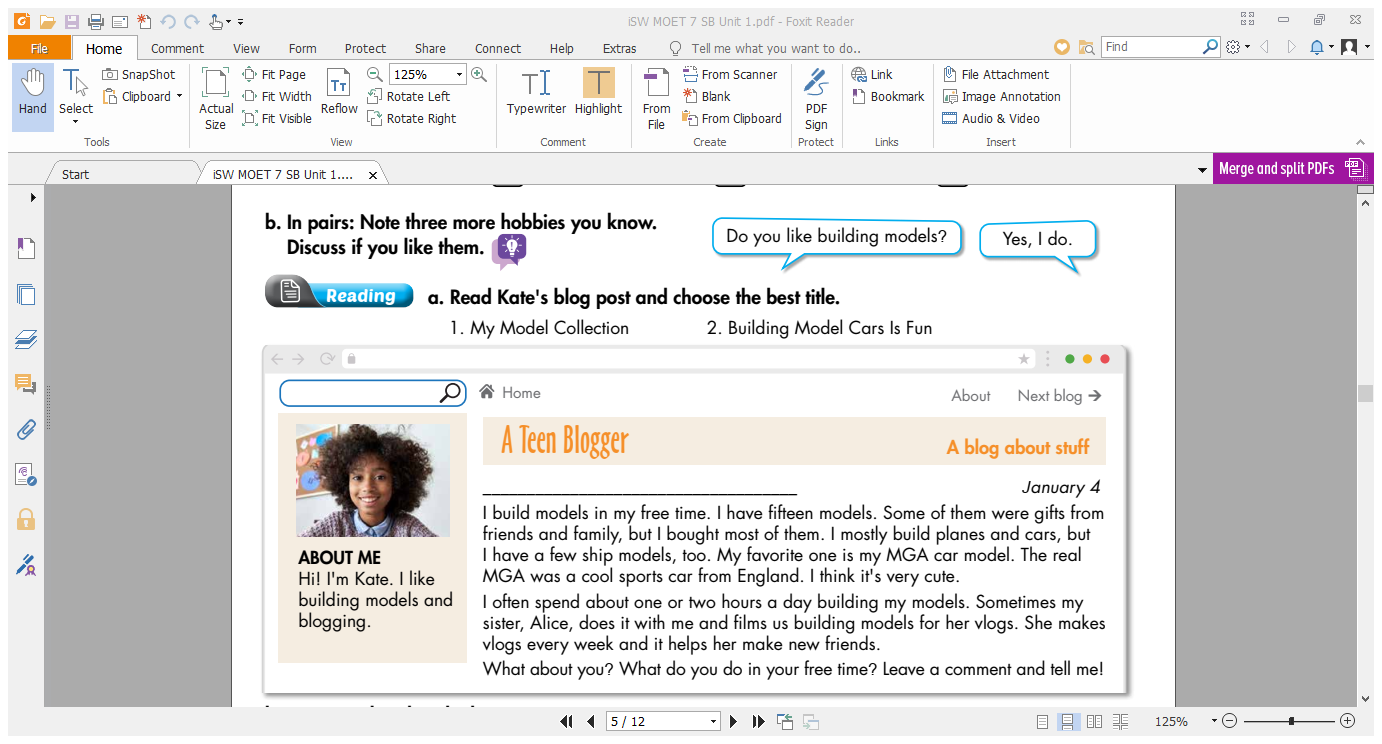 iSW MOET 7 SB Unit 1.pdf - Foxit Reader
File Home Comment View Form Protect Share Connect Help Extras Tell me what you want to do.. Find
Hand
Select
SnapShot
Clipboard
Tools
Actual Size
Fit Page
Fit Width
Fit Visible
Reflow
125%
Rotate Left
Rotate Right
View
Typewriter
Highlight
Comment
From File
From Scanner
Blank
From Clipboard
Create
PDF Sign
Protect
Link
Bookmark
Links
File Attachment
Image Annotation
Audio & Video
Insert
Start
iSW MOET 7 SB Unit 1....
Merge and split PDFs
b. In pairs: Note three more hobbies you know.
Discuss if you like them.
Do you like building models?
Yes, I do.
Reading
a. Read Kate's blog post and choose the best title.
1. My Model Collection
2. Building Model Cars Is Fun
Home
About
Next blog
A Teen Blogger
A blog about stuff
ABOUT ME
Hi! I'm Kate. I like
building models and
blogging.
January 4
I build models in my free time. I have fifteen models. Some of them were gifts from
friends and family, but I bought most of them. I mostly build planes and cars, but
I have a few ship models, too. My favorite one is my MGA car model. The real
MGA was a cool sports car from England. I think it's very cute.
I often spend about one or two hours a day building my models. Sometimes my
sister, Alice, does it with me and films us building models for her vlogs. She makes
vlogs every week and it helps her make new friends.
What about you? What do you do in your free time? Leave a comment and tell me!
5 / 12
125%